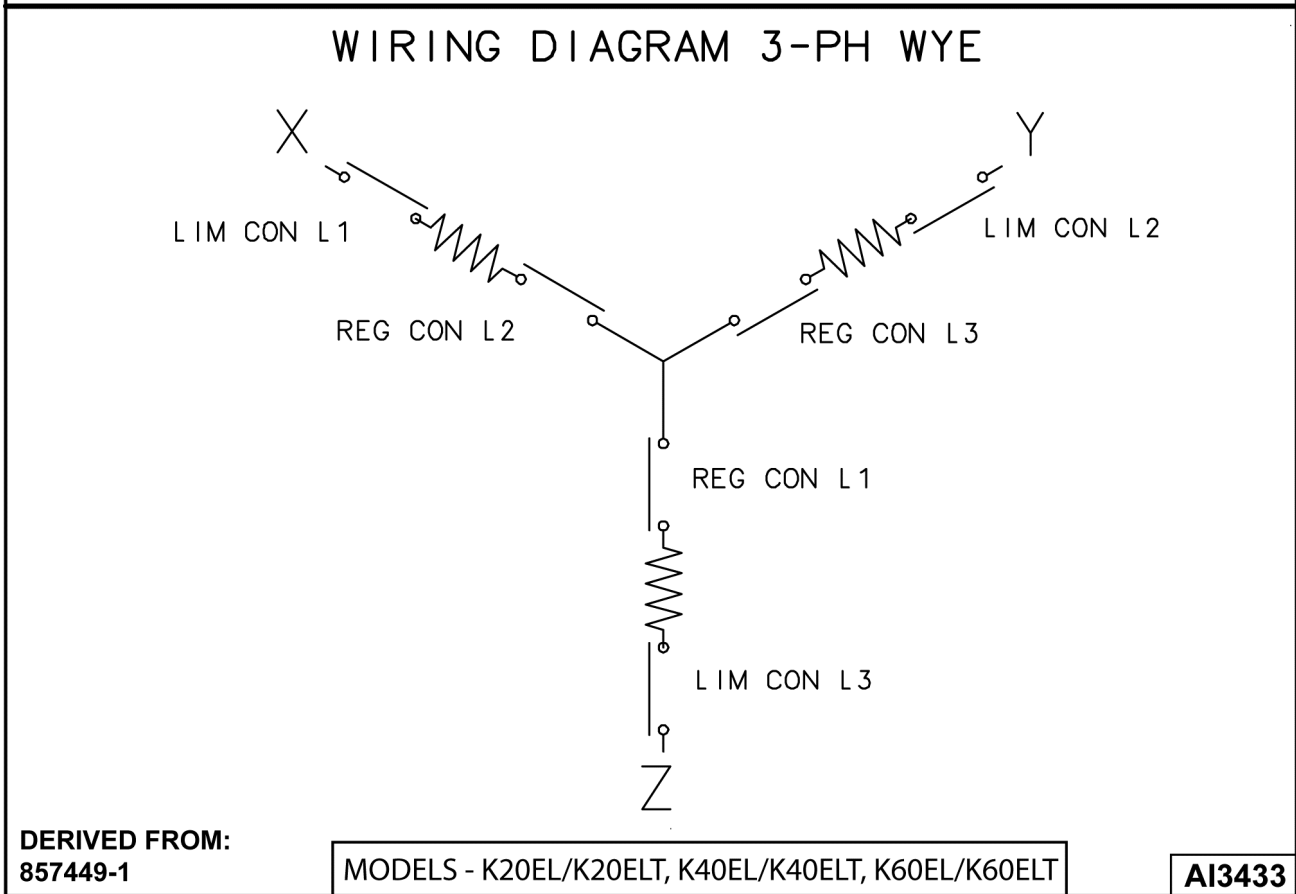 WIRING DIAGRAM 3-PH WYE
X
Y
LIM CON L1
LIM CON L2
REG CON L2
REG CON L3
REG CON L1
LIM CON L3
Z
DERIVED FROM:
857449-1
MODELS - K20EL/K20ELT, K40EL/K40ELT, K60EL/K60ELT
AI3433